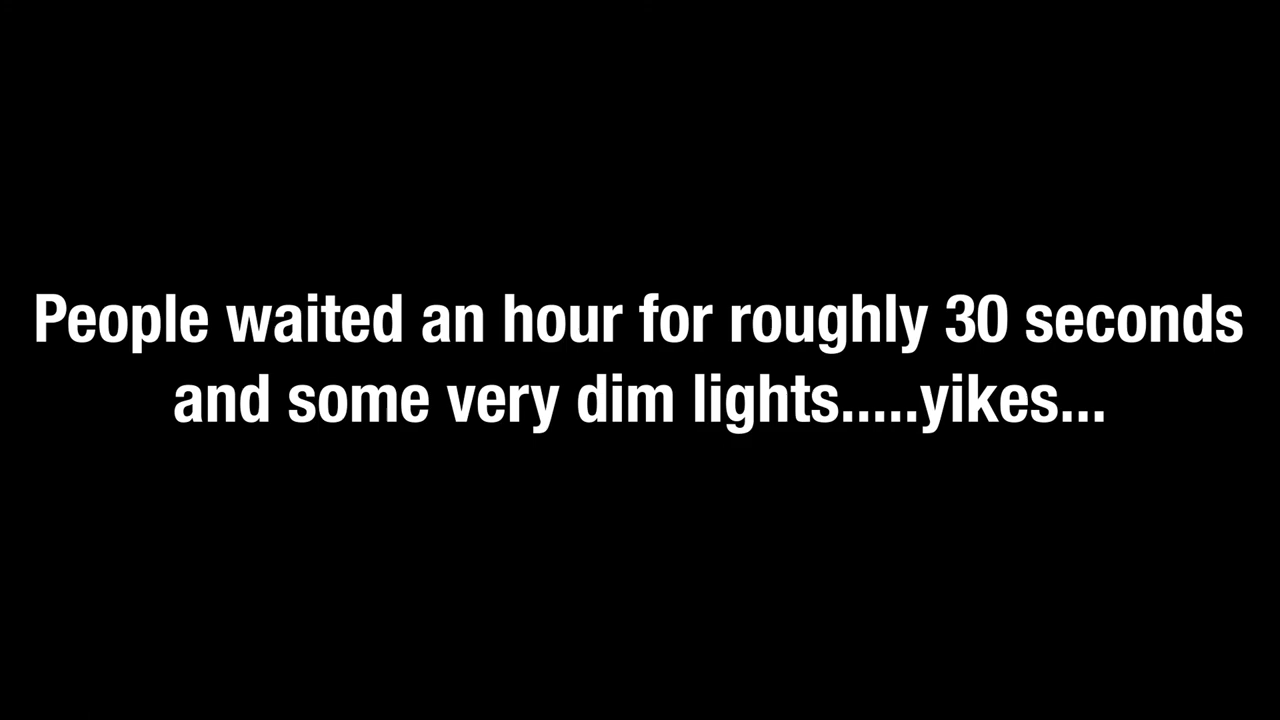 People waited an hour for roughly 30 seconds
and some very dim lights.....yikes...